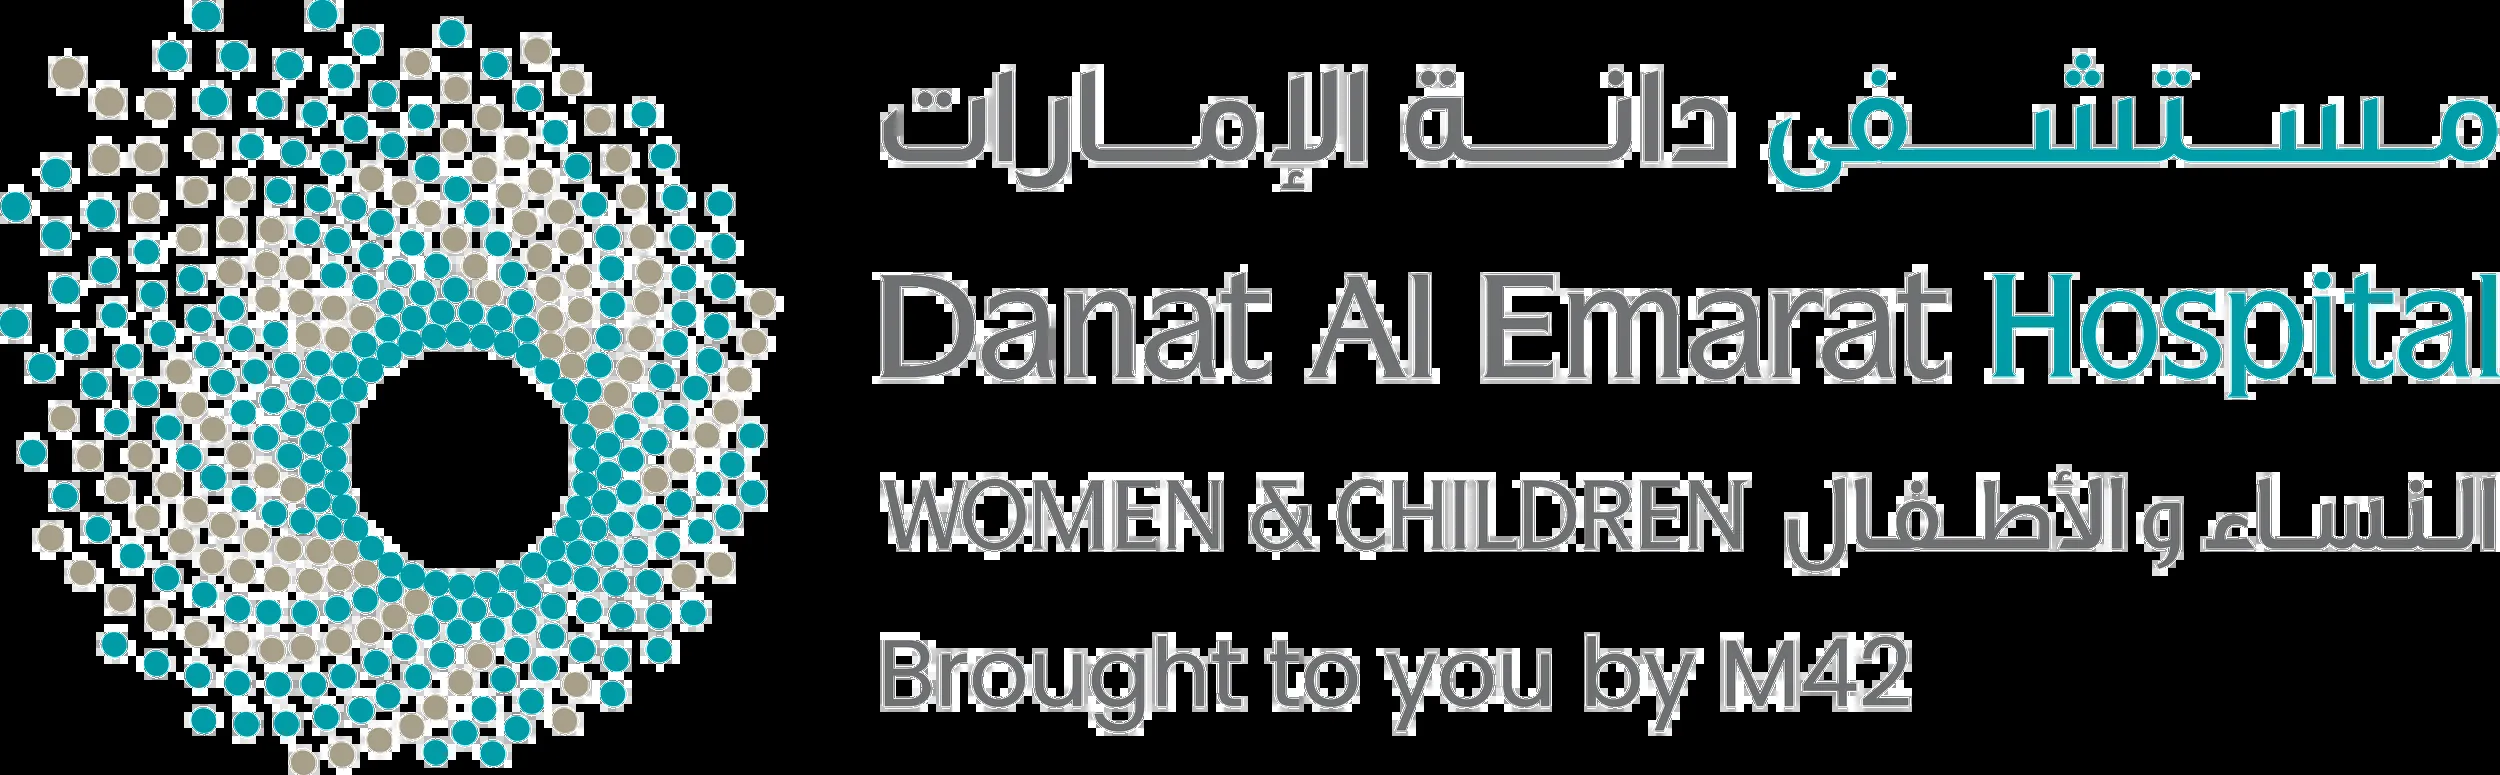 مستشفى دانة الإمارات
Danat Al Emarat Hospital
WOMEN & CHILDREN النساء والأطفال
Brought to you by M42